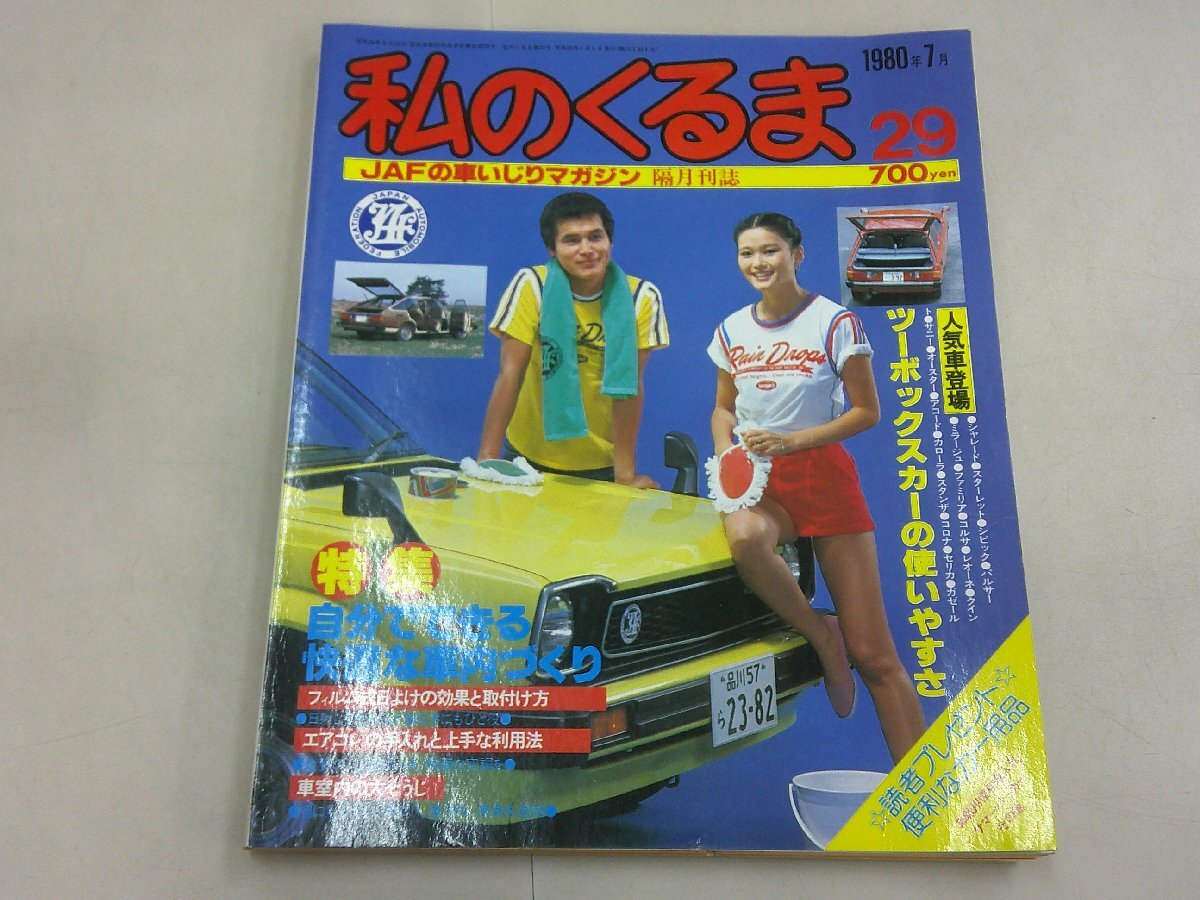 1980年7月
私のくるま
29
JAFの車いじりマガジン 隔月刊誌
700yen
JAPAN AUTOMOBILE FEDERATION
JAF
Rain Drops
Rain Drops
人気車登場
ツーボックスカーの使いやすさ
シャレード●スターレット●シビック●パルサー
●ミラージュ●ファミリア●コルサ●レオーネ●クイン
ト●サニー●オースター●アコード●カローラ●スタンザ●コロナ●セリカ●ガゼール
特集
自分でできる
快適な車内づくり
フィルム式日よけの効果と取付け方
エアコンの手入れと上手な利用法
車室内の大そうじ
品川57
ら 23-82
☆読者プレゼント☆
便利なカー用品